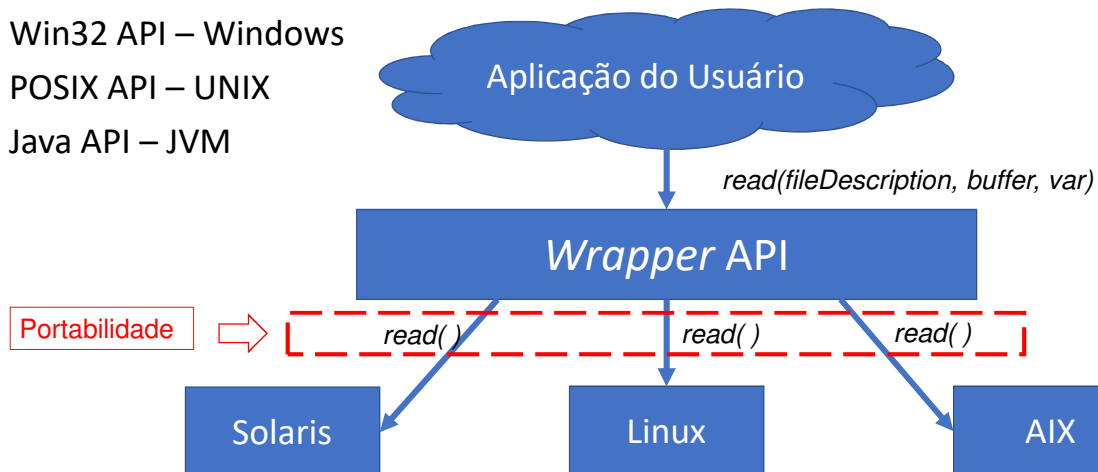 Win32 API – Windows
POSIX API – UNIX
Java API – JVM
Aplicação do Usuário
read(fileDescription, buffer, var)
Wrapper API
Portabilidade
read( )
read( )
read( )
Solaris
Linux
AIX